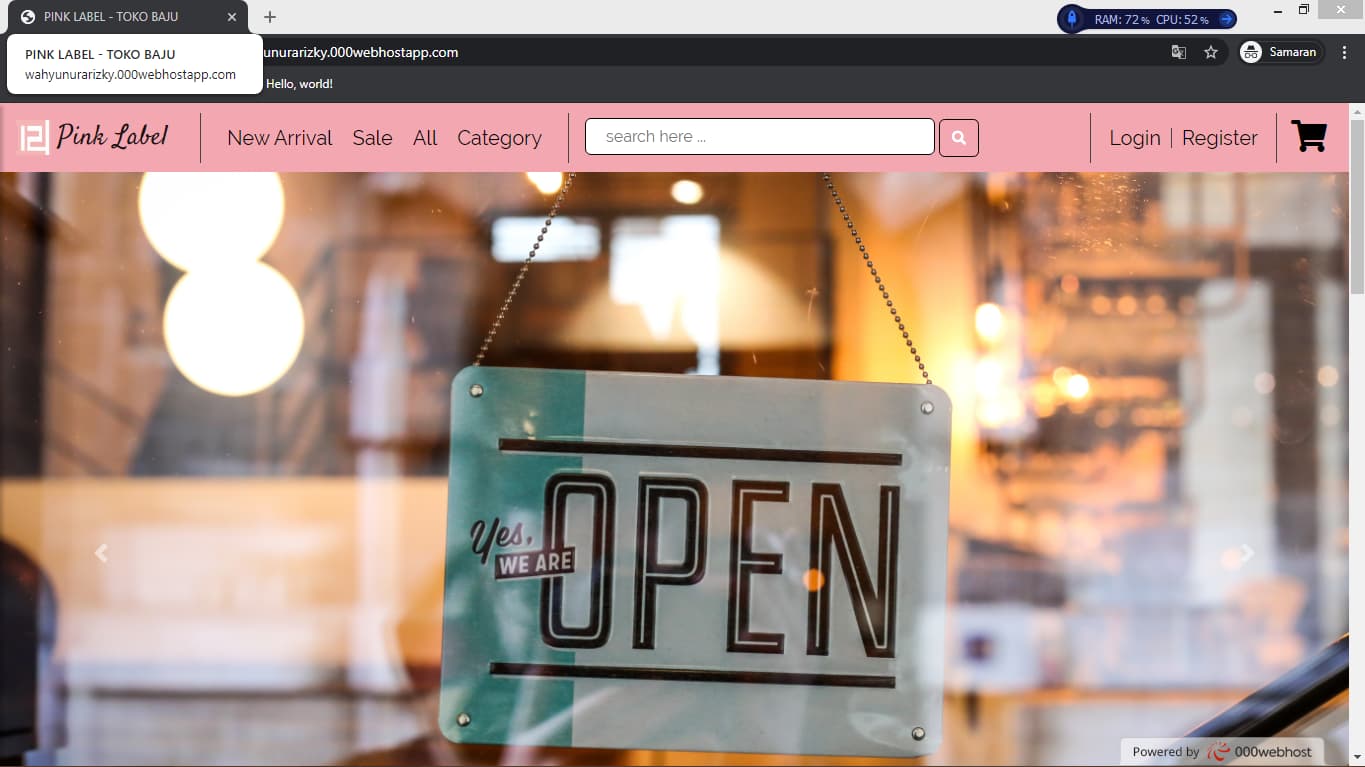 PINK LABEL - TOKO BAJU
RAM: 72% CPU: 52%
PINK LABEL - TOKO BAJU
wahyunurarizky.000webhostapp.com
unurarizky.000webhostapp.com
Samaran
Hello, world!
Pink Label
New Arrival Sale All Category
search here ...
Login Register
Yes,
WE ARE
OPEN
Powered by 000webhost